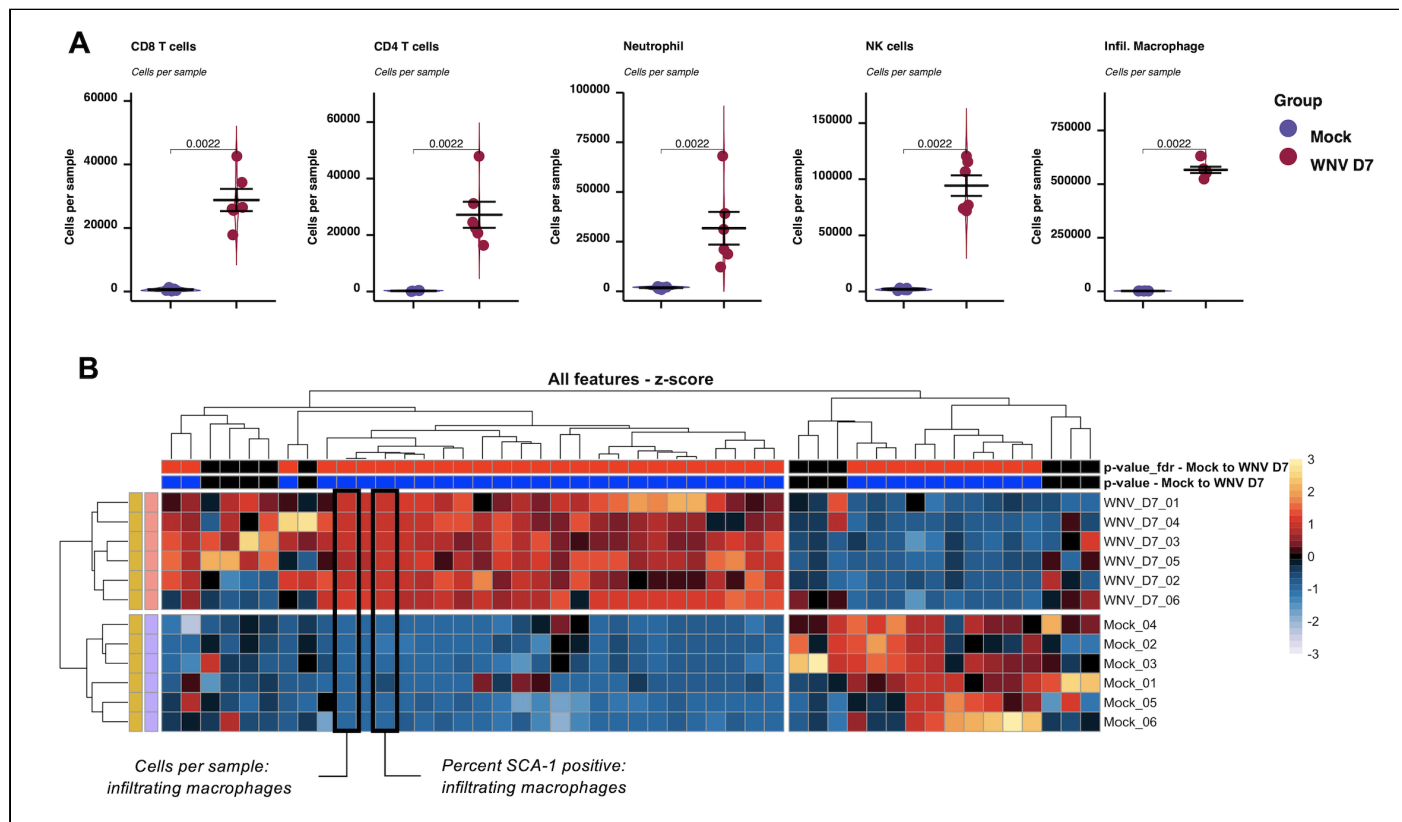 A
CD8 T cells
Cells per sample
Cells per sample
60000
40000
20000
0
0.0022
CD4 T cells
Cells per sample
Cells per sample
60000
40000
20000
0
0.0022
Neutrophil
Cells per sample
Cells per sample
100000
75000
50000
25000
0
0.0022
NK cells
Cells per sample
Cells per sample
150000
100000
50000
0
0.0022
Infil. Macrophage
Cells per sample
Cells per sample
750000
500000
250000
0
0.0022
Group
Mock
WNV D7
B
All features - z-score
p-value_fdr - Mock to WNV D7
p-value - Mock to WNV D7
WNV_D7_01
WNV_D7_04
WNV_D7_03
WNV_D7_05
WNV_D7_02
WNV_D7_06
Mock_04
Mock_02
Mock_03
Mock_01
Mock_05
Mock_06
3
2
1
0
-1
-2
-3
Cells per sample:
infiltrating macrophages
Percent SCA-1 positive:
infiltrating macrophages